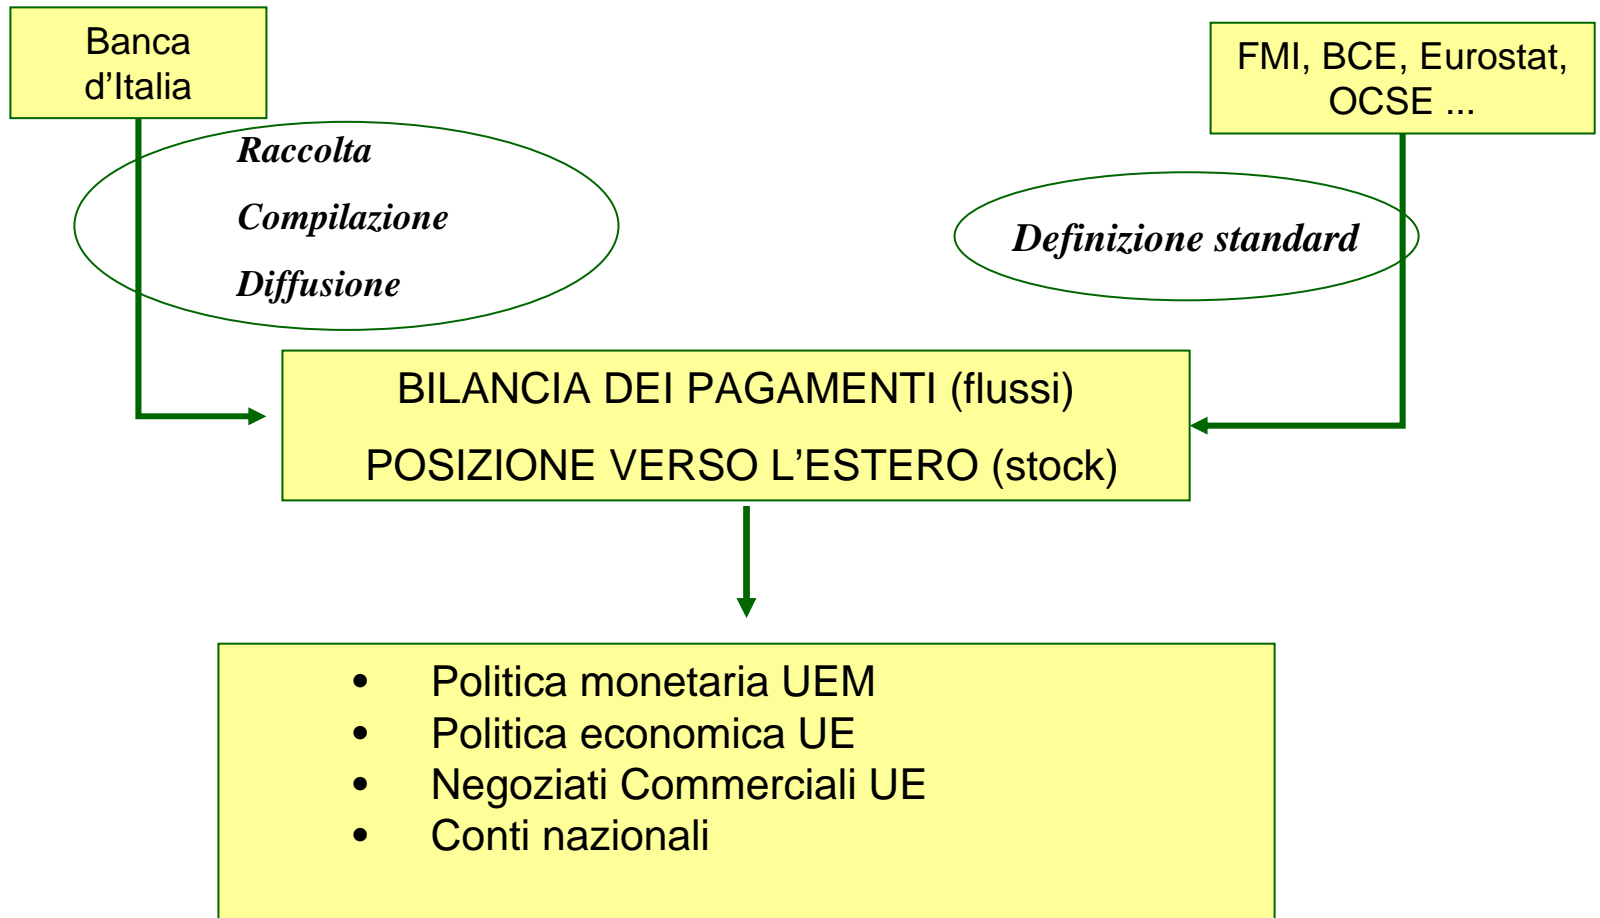 Banca
d’Italia
FMI, BCE, Eurostat,
OCSE ...
Raccolta
Compilazione
Diffusione
Definizione standard
BILANCIA DEI PAGAMENTI (flussi)
POSIZIONE VERSO L’ESTERO (stock)
• Politica monetaria UEM
• Politica economica UE
• Negoziati Commerciali UE
• Conti nazionali